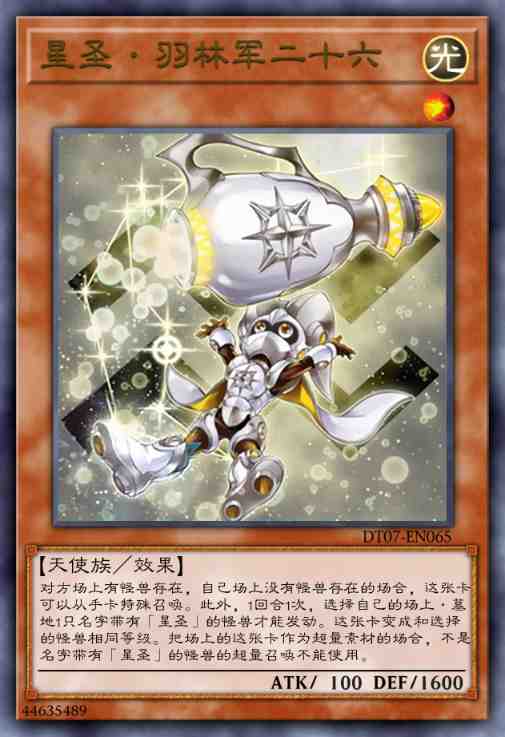 星圣·羽林军二十六
光
DT07-EN065
【天使族／效果】
对方场上有怪兽存在，自己场上没有怪兽存在的场合，这张卡
可以从手卡特殊召唤。此外，1回合1次，选择自己的场上·墓
地1只名字带有「星圣」的怪兽才能发动。这张卡变成和选择
的怪兽相同等级。把场上的这张卡作为超量素材的场合，不是
名字带有「星圣」的怪兽的超量召唤不能使用。
ATK/ 100 DEF/1600
44635489